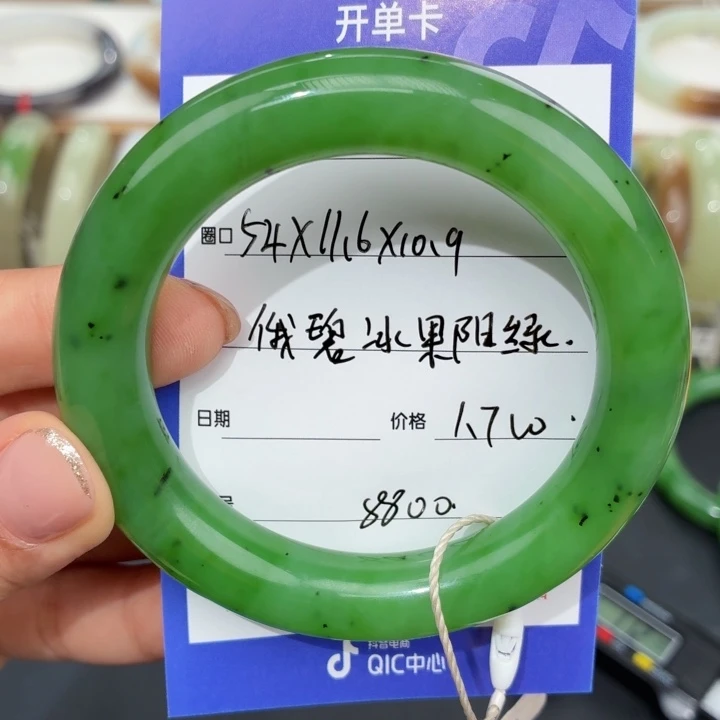 开单卡
圈口 54X11.6X10.9
俄碧冰果阳绿.
日期 价格 1.7w.
号 8800.
抖音电商
QIC中心